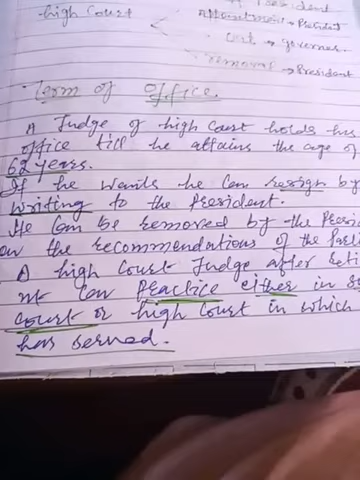 President
high Court < Appointment → President
Oath → governor
removal → President
Term of Office.
A Judge of high Court holds his
office till he attains the age of
62 years.
If he wants he can resign by
writing to the President.
He can be removed by the Presi
on the recommendations of the Parli
A high Court Judge after reti
nt can Practice either in Su
Court or high Court in which
has served.